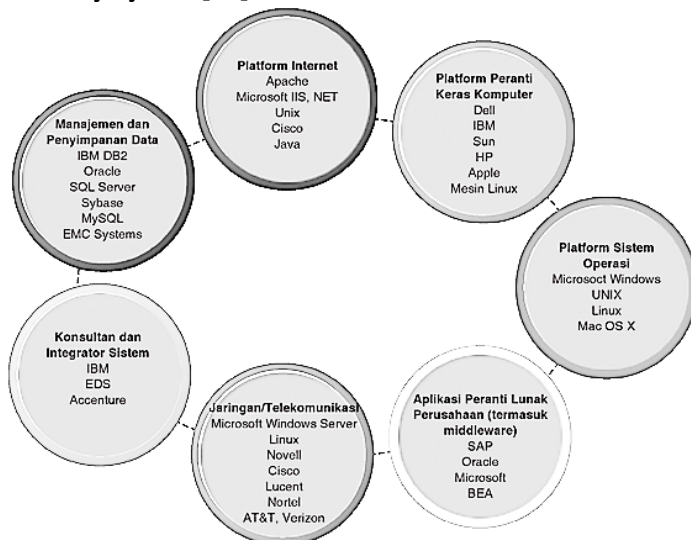 Platform Internet
Apache
Microsoft IIS, NET
Unix
Cisco
Java
Platform Peranti
Keras Komputer
Dell
IBM
Sun
HP
Apple
Mesin Linux
Platform Sistem
Operasi
Microsoct Windows
UNIX
Linux
Mac OS X
Aplikasi Peranti Lunak
Perusahaan (termasuk
middleware)
SAP
Oracle
Microsoft
BEA
Jaringan/Telekomunikasi
Microsoft Windows Server
Linux
Novell
Cisco
Lucent
Nortel
AT&T, Verizon
Konsultan dan
Integrator Sistem
IBM
EDS
Accenture
Manajemen dan
Penyimpanan Data
IBM DB2
Oracle
SQL Server
Sybase
MySQL
EMC Systems